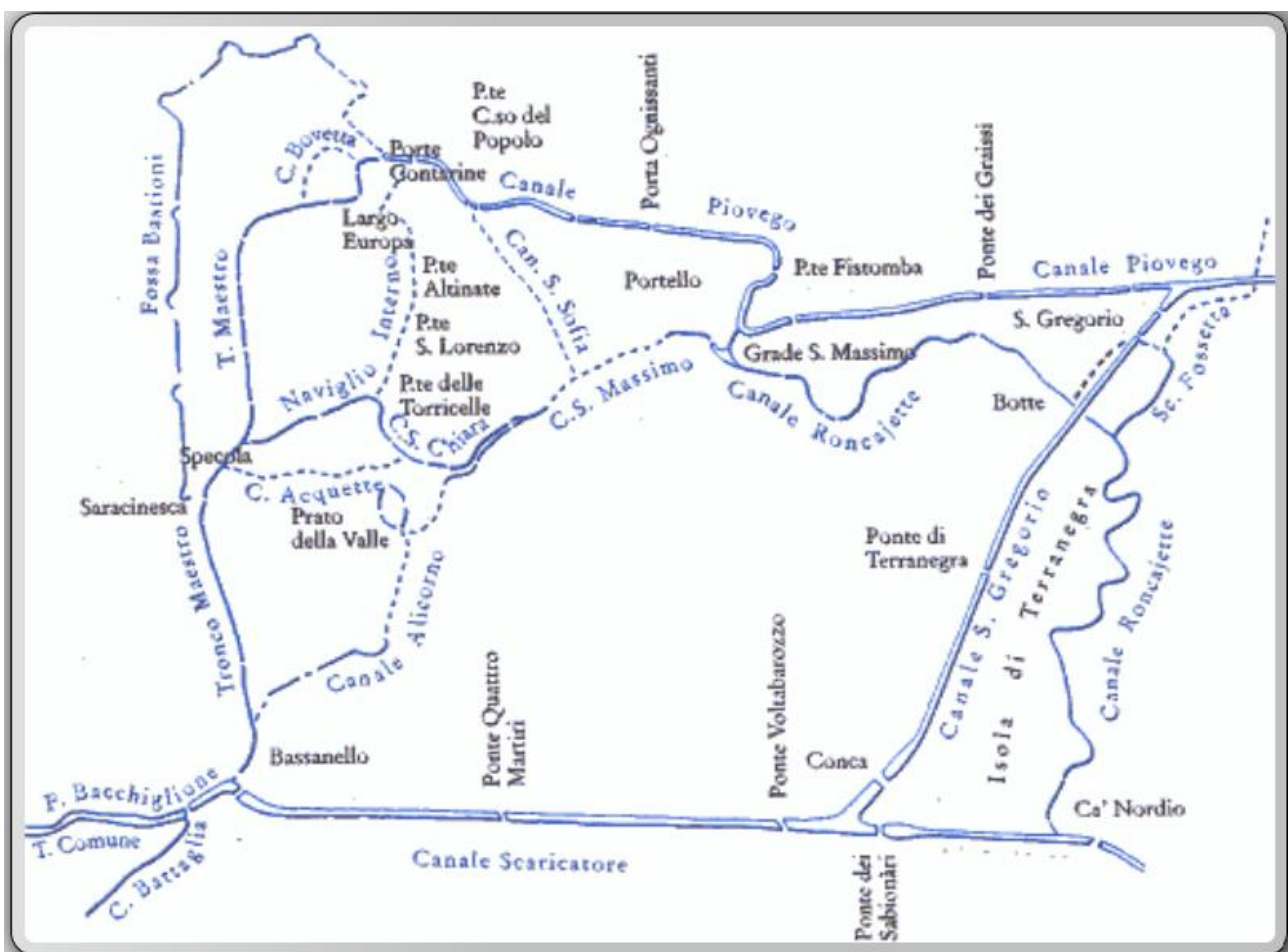 P.te
C.so del
Popolo
Porta Ognissanti
Ponte dei Graissi
C. Bovetta
Porte
Contarine
Canale
Piovego
Fossa Bastioni
T. Maestro
Largo
Europa
Interno
P.te
Altinate
Can. S. Sofia
Portello
P.te Fistomba
Canale Piovego
P.te
S. Lorenzo
S. Gregorio
Grade S. Massimo
Sc. Fossetta
Naviglio
P.te delle
Torricelle
C.S. Chiara
C.S. Massimo
Canale Roncajette
Botte
Specola
C. Acquette
Saracinesca
Prato
della Valle
Ponte di
Terranegra
Canale S. Gregorio
Isola di Terranegra
Canale Roncajette
Tronco Maestro
Canale Alicorno
Ponte Quattro
Martiri
Ponte Voltabarozzo
Bassanello
Conca
F. Bacchiglione
T. Comune
C. Battaglia
Canale Scaricatore
Ca' Nordio
Ponte dei
Sabionàri